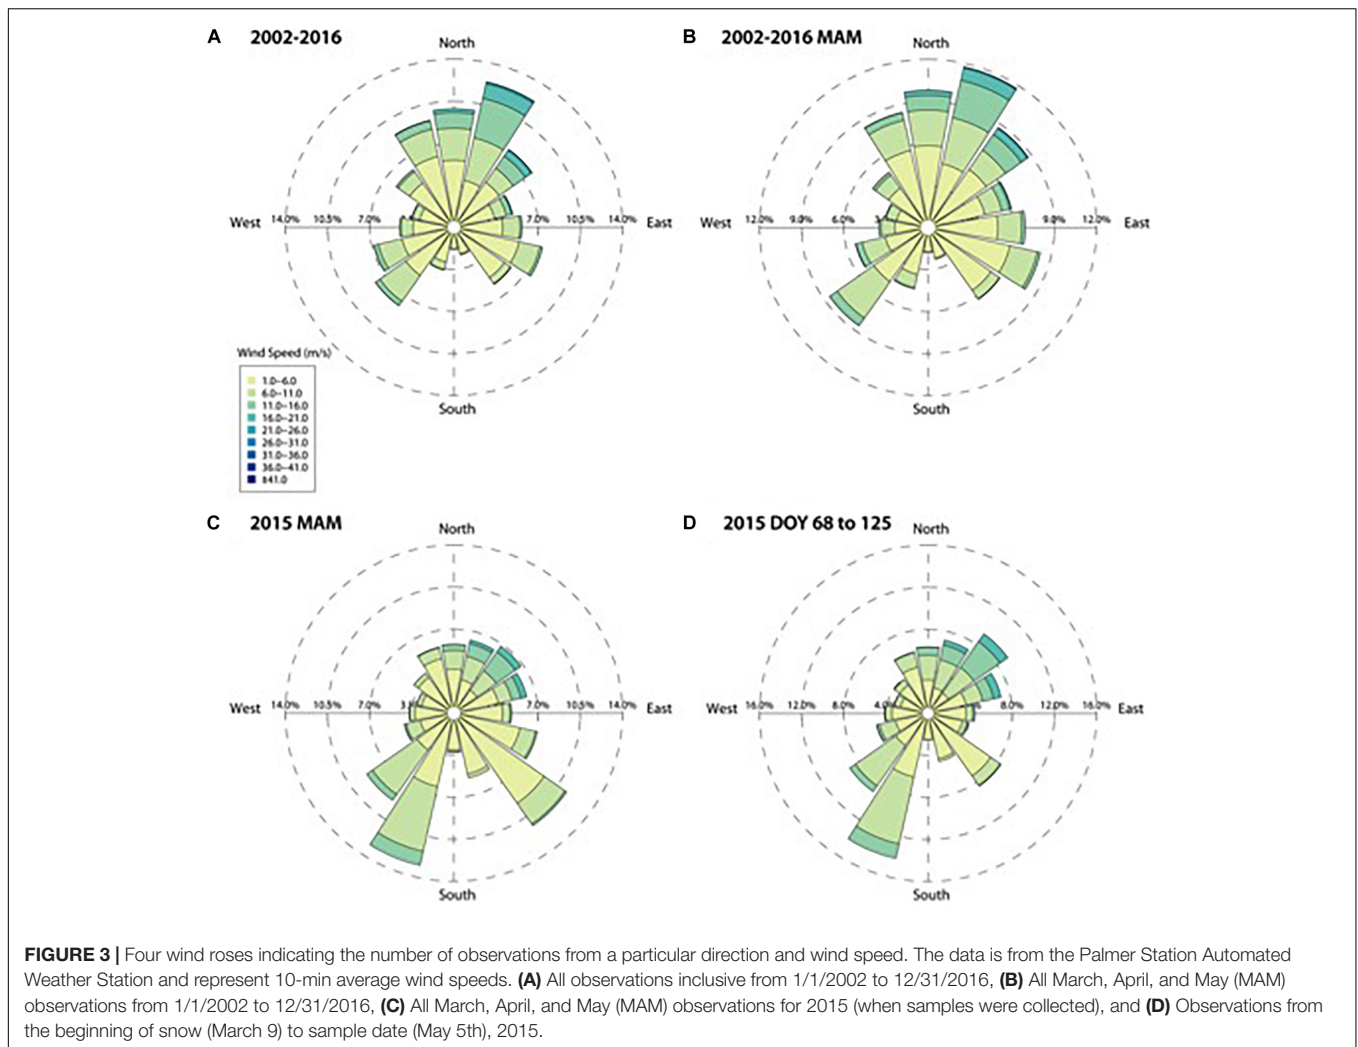 A 2002-2016
North
West 14.0% 10.5% 7.0% 7.0% 10.5% 14.0% East
South
B 2002-2016 MAM
North
West 12.0% 9.0% 6.0% 9.0% 12.0% East
South
Wind Speed (m/s)
1.0-6.0
6.0-11.0
11.0-16.0
16.0-21.0
21.0-26.0
26.0-31.0
31.0-36.0
36.0-41.0
±41.0
C 2015 MAM
North
West 14.0% 10.5% 7.0% 7.0% 10.5% 14.0% East
South
D 2015 DOY 68 to 125
North
West 16.0% 12.0% 8.0% 8.0% 12.0% 16.0% East
South
FIGURE 3 | Four wind roses indicating the number of observations from a particular direction and wind speed. The data is from the Palmer Station Automated
Weather Station and represent 10-min average wind speeds. (A) All observations inclusive from 1/1/2002 to 12/31/2016, (B) All March, April, and May (MAM)
observations from 1/1/2002 to 12/31/2016, (C) All March, April, and May (MAM) observations for 2015 (when samples were collected), and (D) Observations from
the beginning of snow (March 9) to sample date (May 5th), 2015.